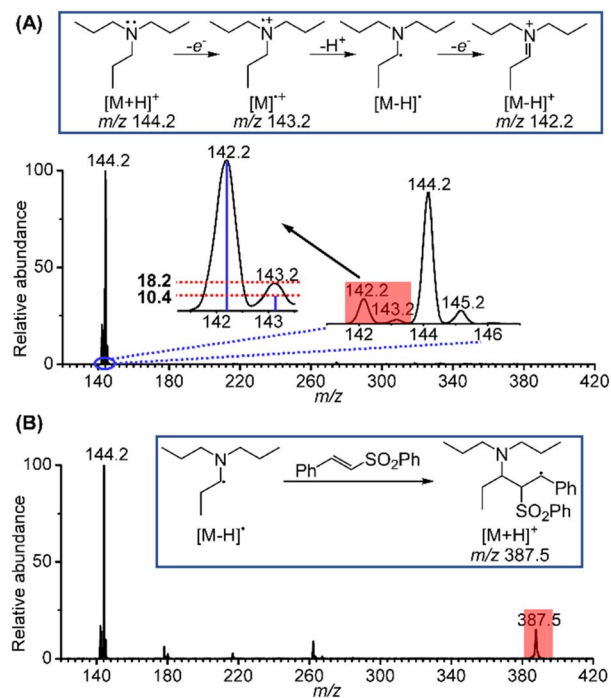 (A)
N N N N
-e⁻ -H⁺ -e⁻
[M+H]⁺ [M]•⁺ [M-H]• [M-H]⁺
m/z 144.2 m/z 143.2 m/z 142.2
Relative abundance
100
50
0
144.2
142.2
143.2
18.2
10.4
142 143
144.2
142.2
143.2
145.2
142 144 146
140 180 220 260 300 340 380 420
m/z
(B)
Relative abundance
100
50
0
144.2
N
Ph SO₂Ph
N
Ph
SO₂Ph
[M-H]•
[M+H]⁺
m/z 387.5
387.5
140 180 220 260 300 340 380 420
m/z